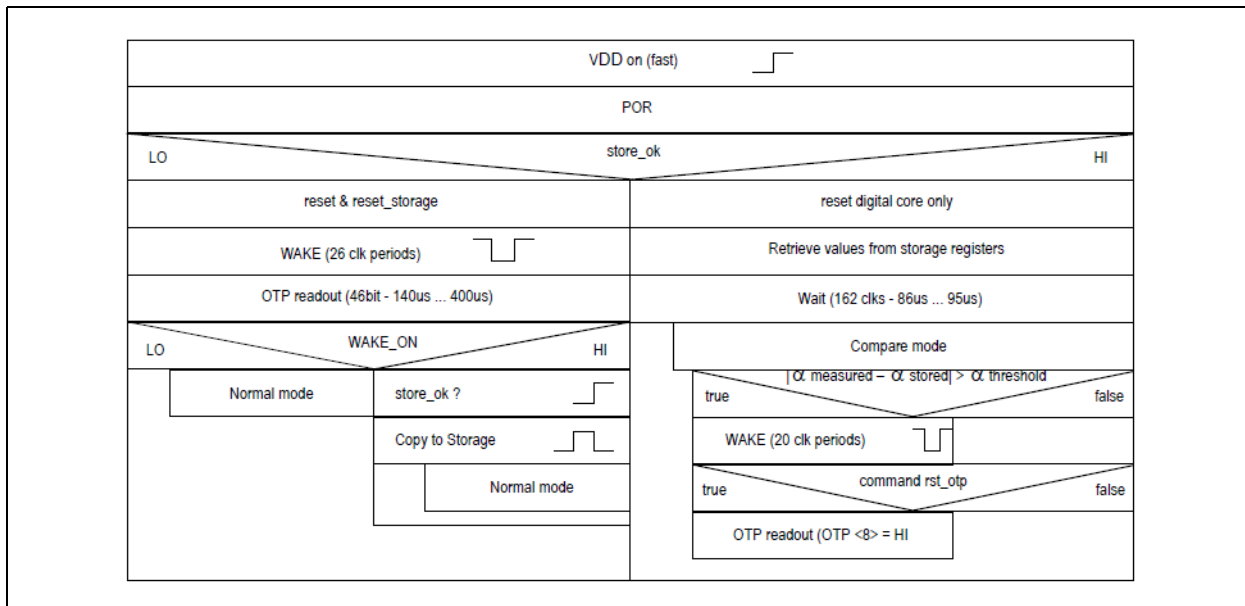 VDD on (fast)
POR
store_ok
LO
HI
reset & reset_storage
reset digital core only
WAKE (26 clk periods)
Retrieve values from storage registers
OTP readout (46bit - 140us ... 400us)
Wait (162 clks - 86us ... 95us)
WAKE_ON
LO
HI
Compare mode
Normal mode
store_ok ?
|α measured – α stored| > α threshold
true
false
Copy to Storage
WAKE (20 clk periods)
Normal mode
command rst_otp
true
false
OTP readout (OTP <8> = HI